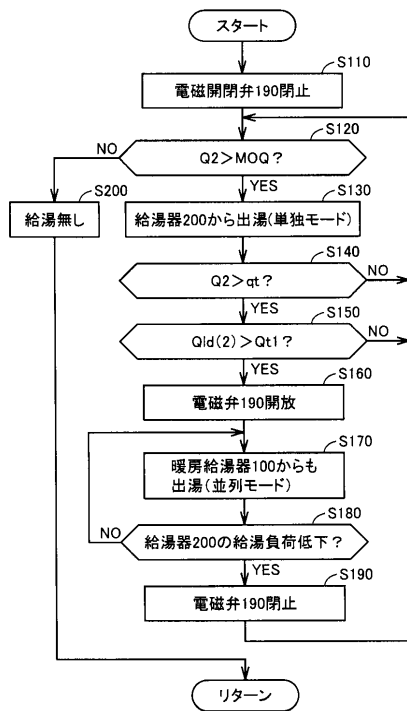 スタート
S110
電磁開閉弁190閉止
S120
Q2>MOQ?
NO
YES
S200
給湯無し
S130
給湯器200から出湯(単独モード)
S140
Q2>qt?
NO
YES
S150
Qld(2)>Qt1?
NO
YES
S160
電磁弁190開放
S170
暖房給湯器100からも
出湯(並列モード)
S180
給湯器200の給湯負荷低下?
NO
YES
S190
電磁弁190閉止
リターン